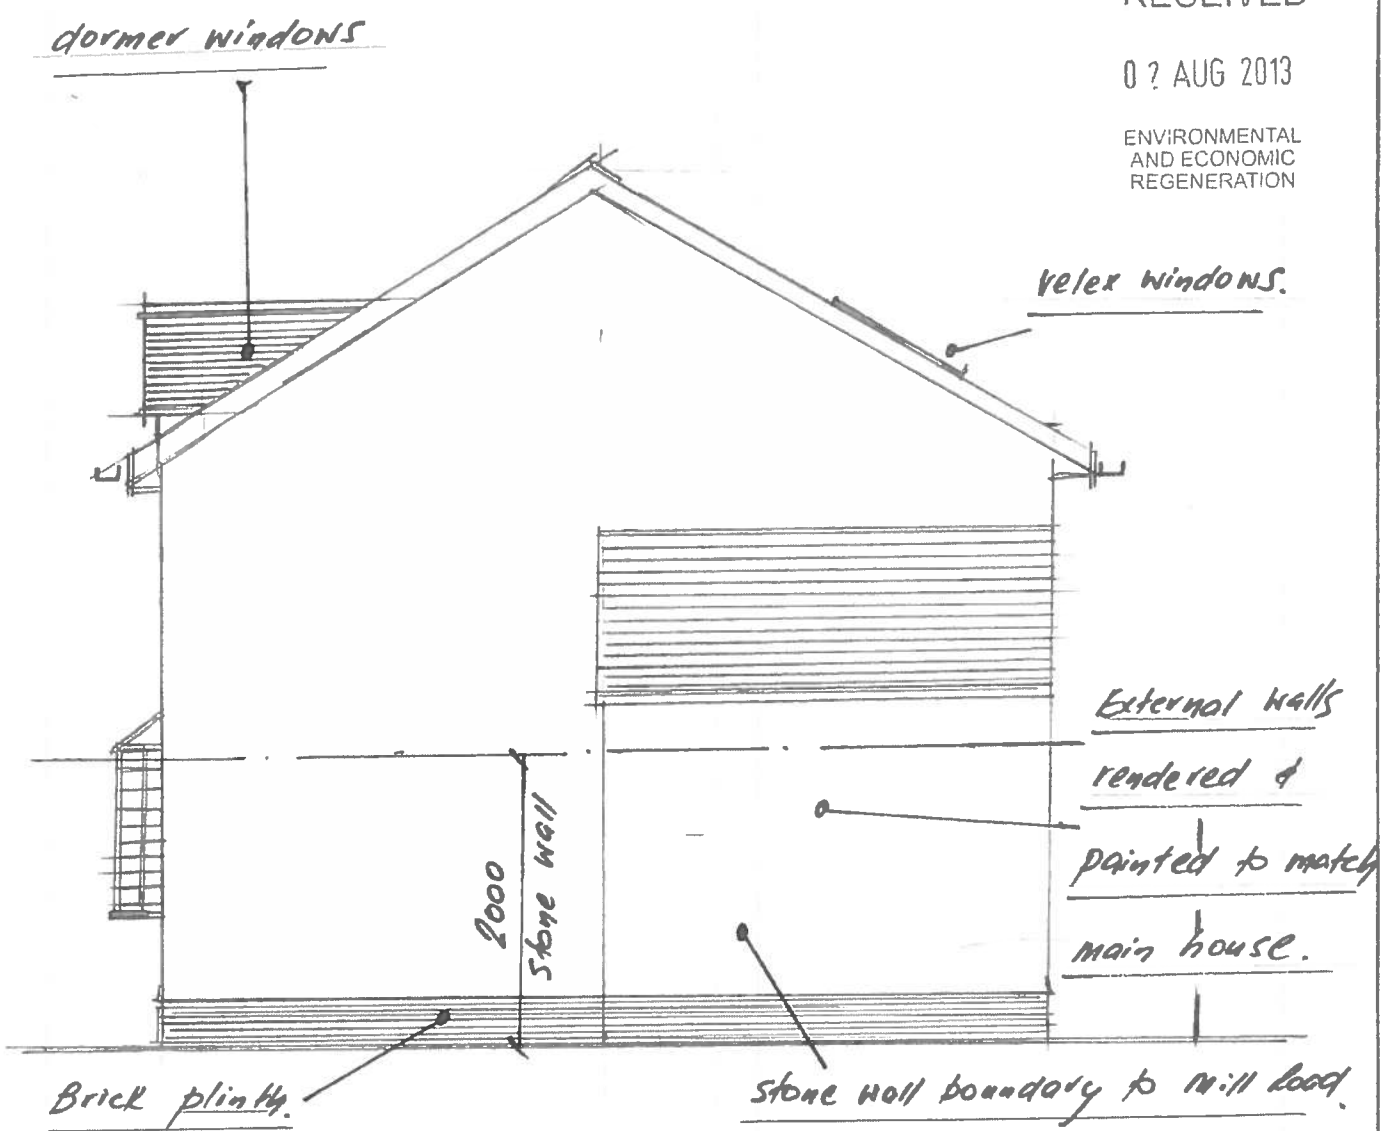 RECEIVED
dormer windows
0? AUG 2013
ENVIRONMENTAL
AND ECONOMIC
REGENERATION
velex windows.
External walls
rendered &
painted to match
main house.
2000
stone wall
Brick plinth.
stone wall boundary to Mill Road.